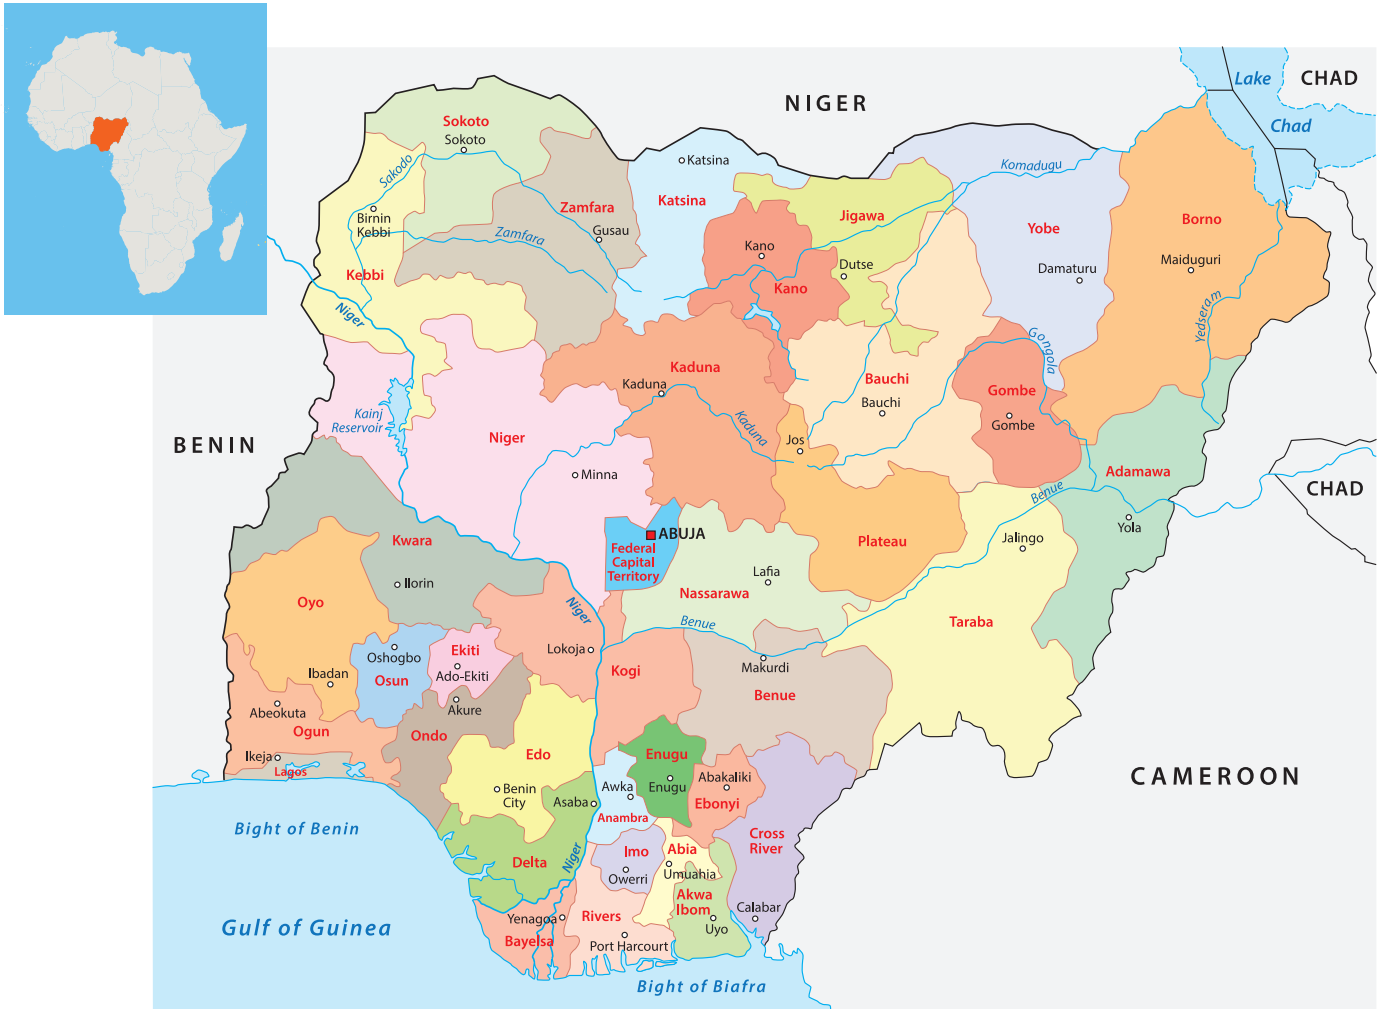 NIGER
Lake
Chad
CHAD
Sokoto
Sokoto
Sakodo
Katsina
Katsina
Komadugu
Birnin
Kebbi
Zamfara
Gusau
Zamfara
Jigawa
Yobe
Borno
Kano
Kano
Dutse
Damaturu
Maiduguri
Kebbi
Niger
Yedseram
Gongola
Kaduna
Kaduna
Kaduna
Bauchi
Bauchi
Gombe
Gombe
Kainj
Reservoir
BENIN
Niger
Minna
Jos
Adamawa
Benue
CHAD
Yola
Kwara
Ilorin
ABUJA
Federal
Capital
Territory
Plateau
Jalingo
Lafia
Nassarawa
Oyo
Niger
Benue
Taraba
Oshogbo
Osun
Ekiti
Ado-Ekiti
Lokoja
Kogi
Makurdi
Benue
Ibadan
Abeokuta
Ogun
Akure
Ondo
Edo
Ikeja
Lagos
Enugu
Enugu
Abakaliki
Ebonyi
CAMEROON
Benin
City
Asaba
Awka
Anambra
Bight of Benin
Cross
River
Delta
Niger
Imo
Owerri
Abia
Umuahia
Akwa
Ibom
Uyo
Calabar
Gulf of Guinea
Yenagoa
Bayelsa
Rivers
Port Harcourt
Bight of Biafra